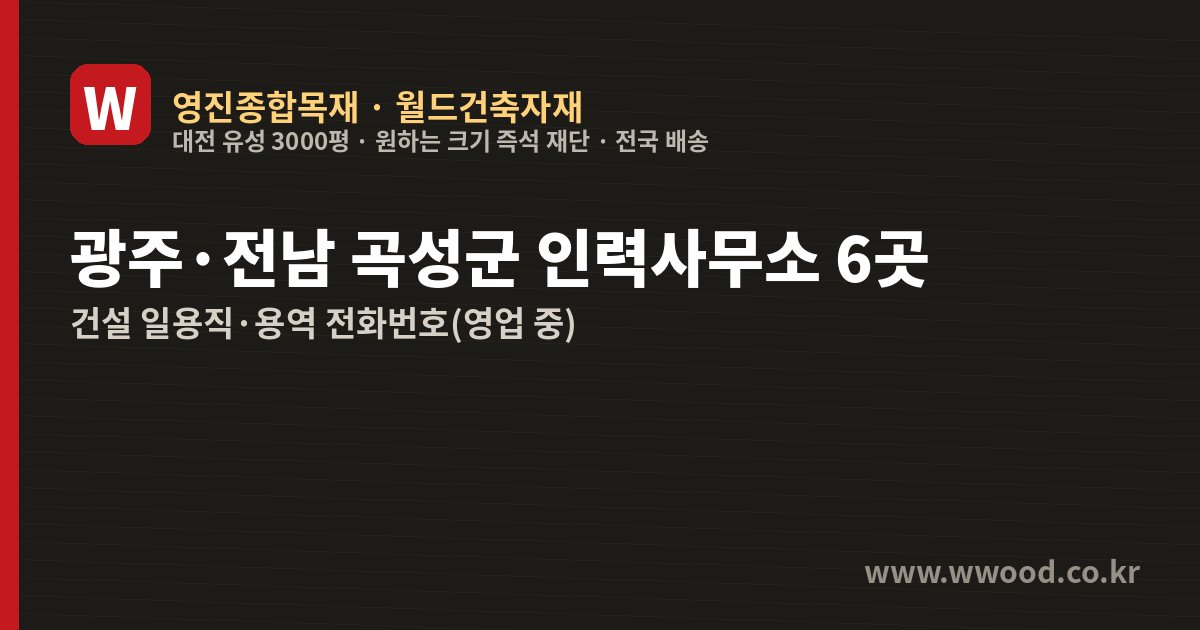 W
영진종합목재 · 월드건축자재
대전 유성 3000평 · 원하는 크기 즉석 재단 · 전국 배송
광주·전남 곡성군 인력사무소 6곳
건설 일용직·용역 전화번호(영업 중)
www.wwood.co.kr